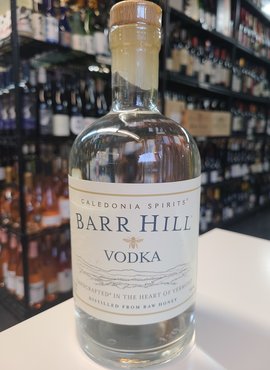 CALEDONIA SPIRITS®
BARR HILL
VODKA
HANDCRAFTED IN THE HEART OF VERMONT
DISTILLED FROM RAW HONEY